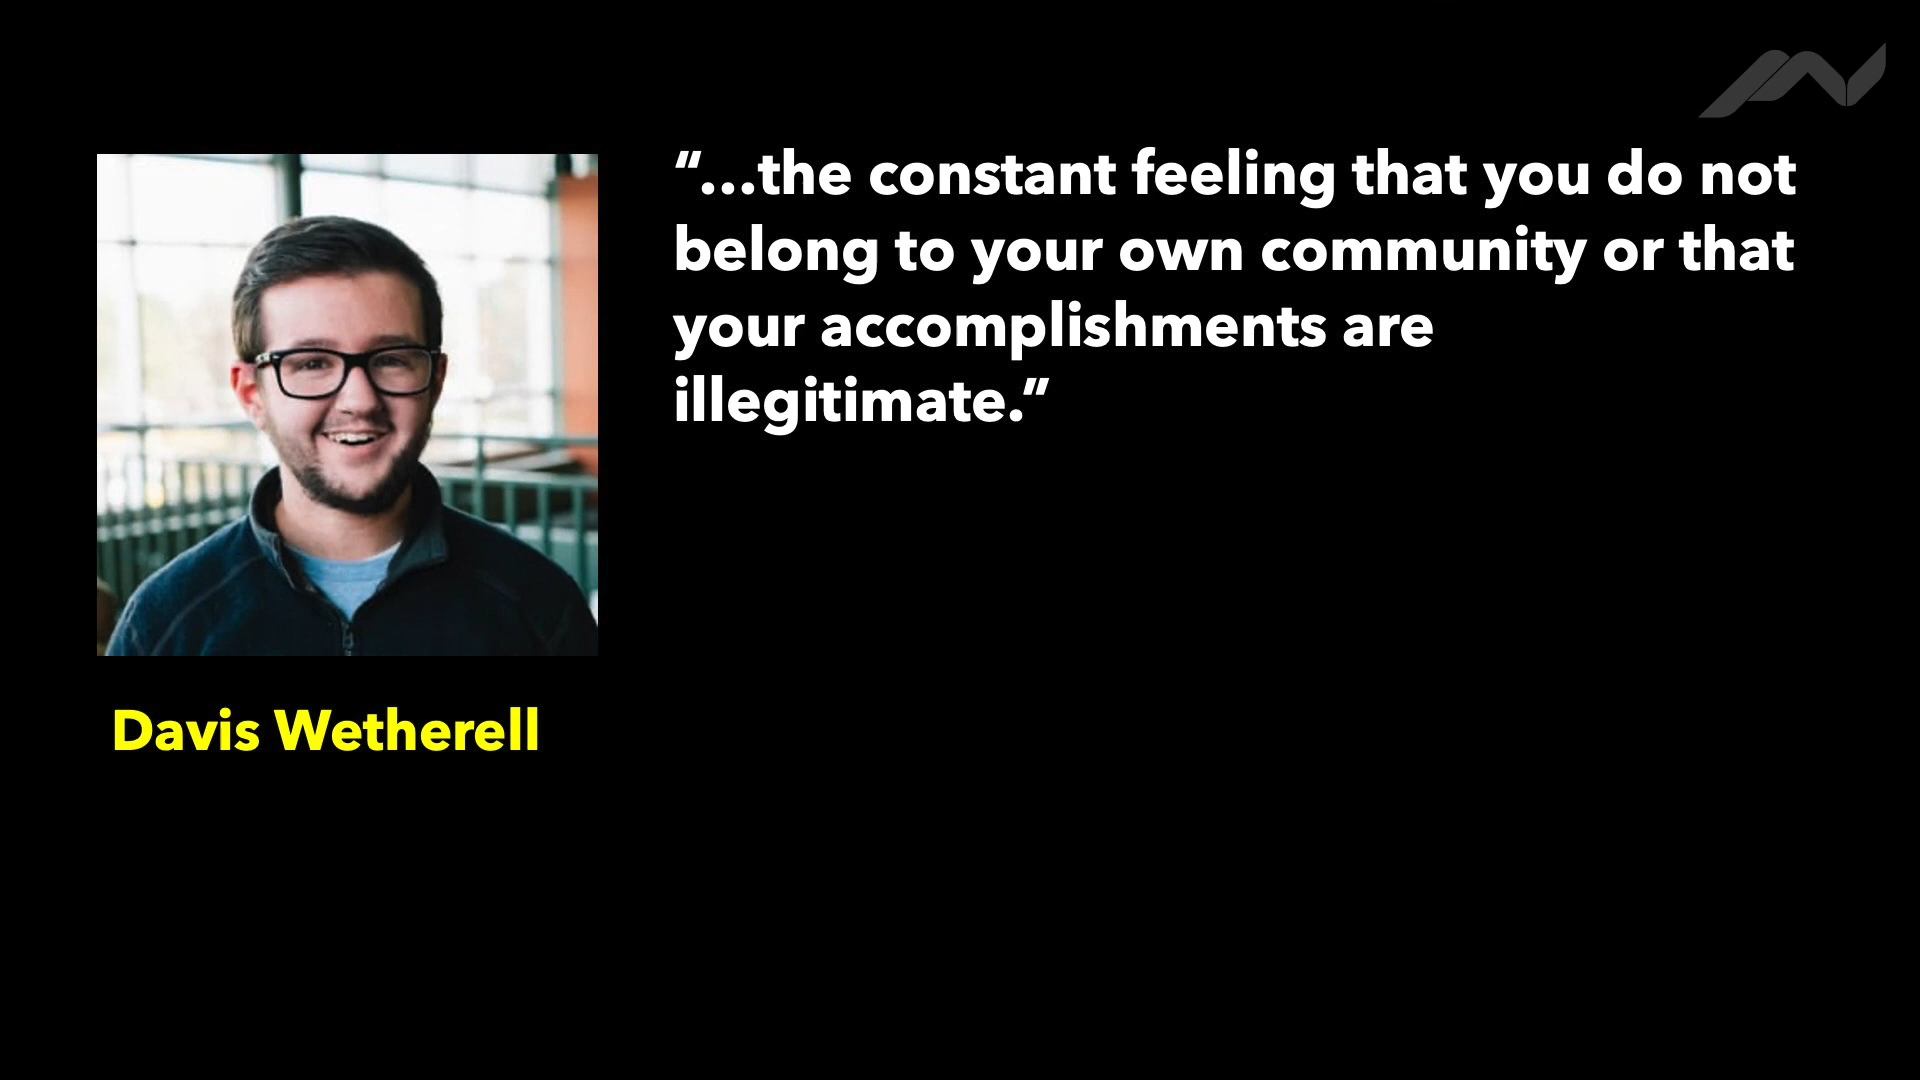 “…the constant feeling that you do not
belong to your own community or that
your accomplishments are
illegitimate.”
Davis Wetherell